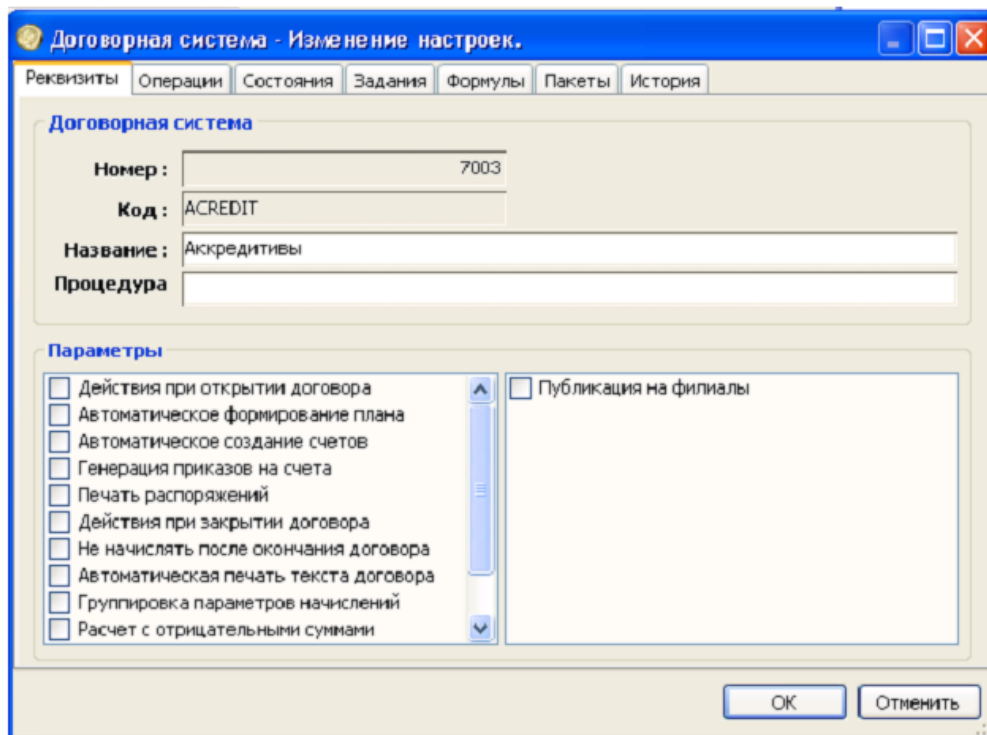 Договорная система - Изменение настроек.
Реквизиты Операции Состояния Задания Формулы Пакеты История
Договорная система
Номер : 7003
Код : ACREDIT
Название : Аккредитивы
Процедура
Параметры
Действия при открытии договора
Автоматическое формирование плана
Автоматическое создание счетов
Генерация приказов на счета
Печать распоряжений
Действия при закрытии договора
Не начислять после окончания договора
Автоматическая печать текста договора
Группировка параметров начислений
Расчет с отрицательными суммами
Публикация на филиалы
ОК Отменить